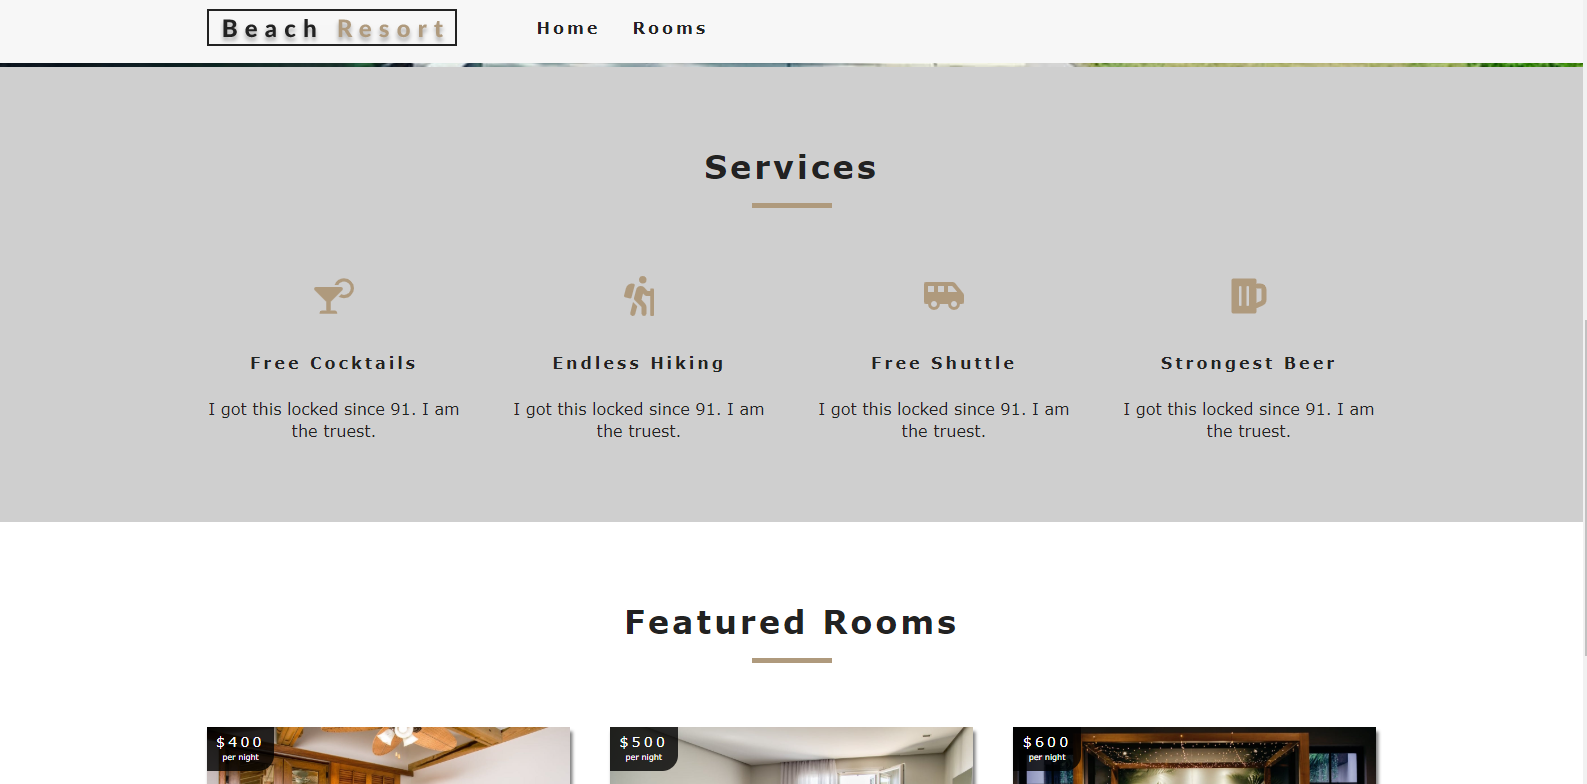 Beach Resort
Home Rooms
Services
Free Cocktails
I got this locked since 91. I am
the truest.
Endless Hiking
I got this locked since 91. I am
the truest.
Free Shuttle
I got this locked since 91. I am
the truest.
Strongest Beer
I got this locked since 91. I am
the truest.
Featured Rooms
$400
per night
$500
per night
$600
per night